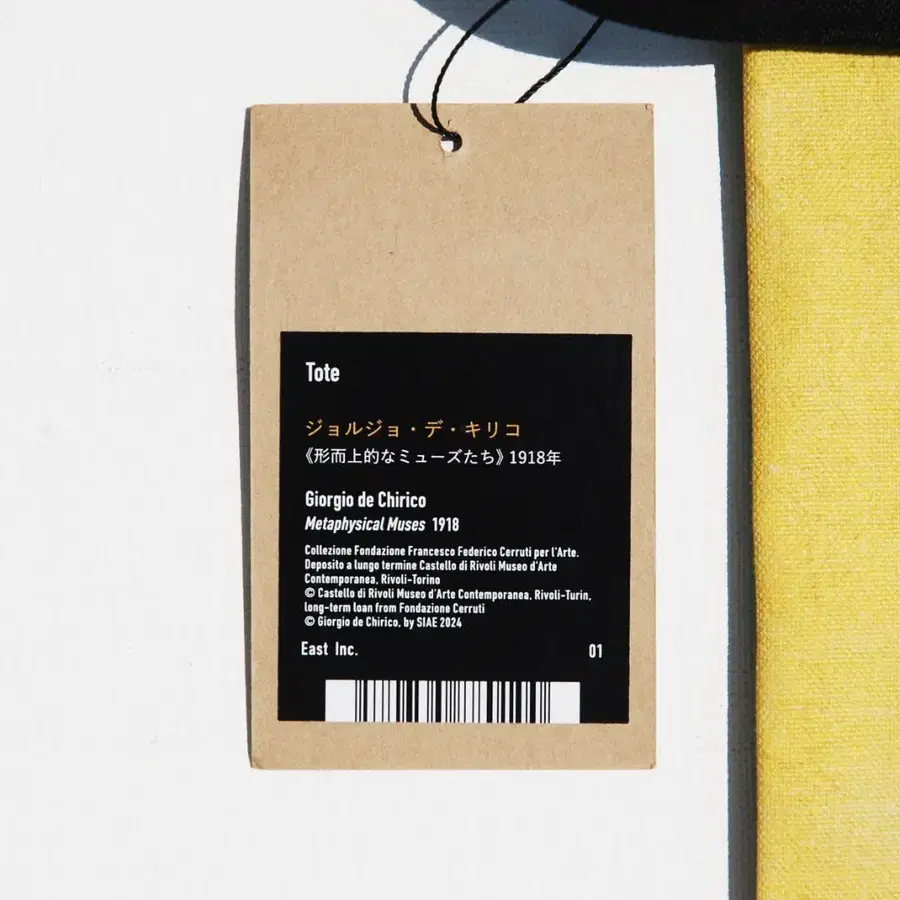 Tote
ジョルジョ・デ・キリコ
《形而上的なミューズたち》1918年
Giorgio de Chirico
Metaphysical Muses 1918
Collezione Fondazione Francesco Federico Cerruti per l'Arte.
Deposito a lungo termine Castello di Rivoli Museo d'Arte
Contemporanea, Rivoli-Torino
© Castello di Rivoli Museo d'Arte Contemporanea, Rivoli-Turin,
long-term loan from Fondazione Cerruti
© Giorgio de Chirico, by SIAE 2024
East Inc. 01